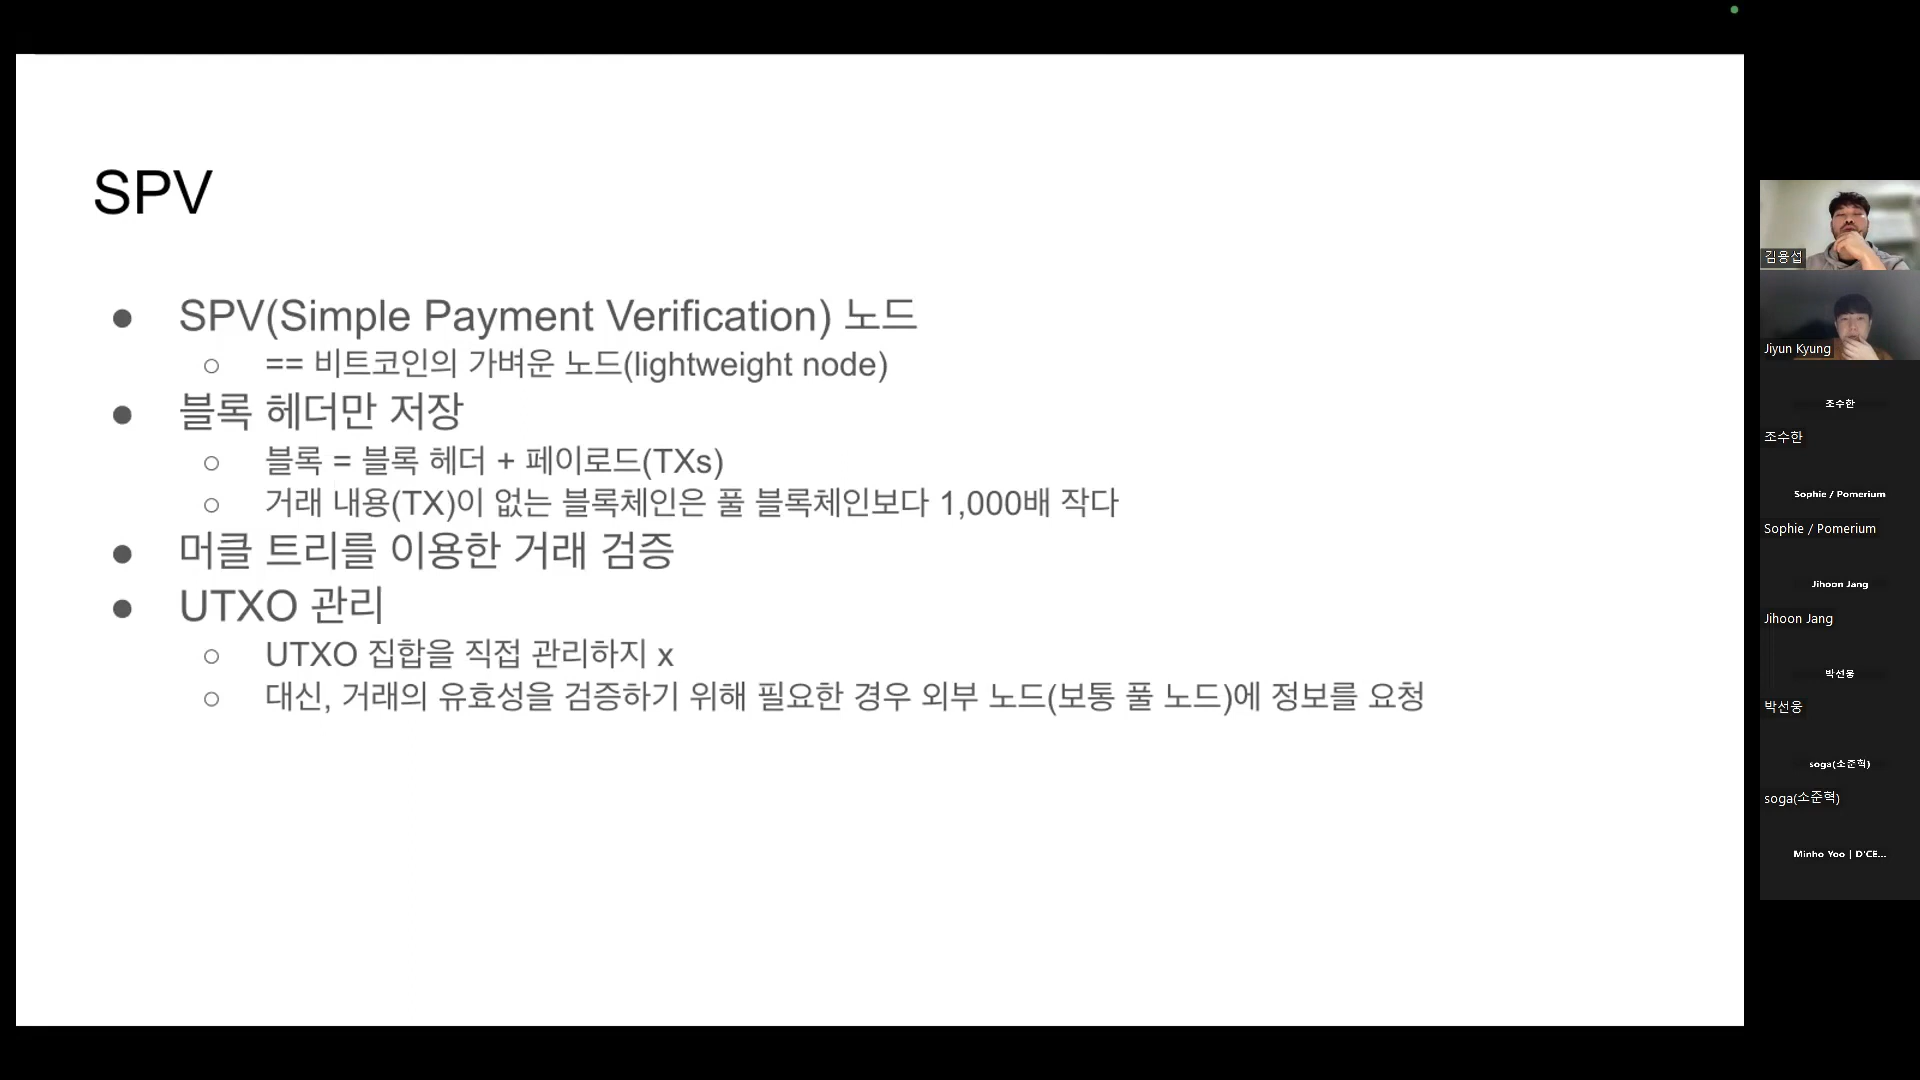 SPV
● SPV(Simple Payment Verification) 노드
○ == 비트코인의 가벼운 노드(lightweight node)
● 블록 헤더만 저장
○ 블록 = 블록 헤더 + 페이로드(TXs)
○ 거래 내용(TX)이 없는 블록체인은 풀 블록체인보다 1,000배 작다
● 머클 트리를 이용한 거래 검증
● UTXO 관리
○ UTXO 집합을 직접 관리하지 x
○ 대신, 거래의 유효성을 검증하기 위해 필요한 경우 외부 노드(보통 풀 노드)에 정보를 요청
김용섭
Jiyun Kyung
조수한
조수한
Sophie / Pomerium
Sophie / Pomerium
Jihoon Jang
Jihoon Jang
박선웅
박선웅
soga(소준혁)
soga(소준혁)
Minho Yoo | D'CE...